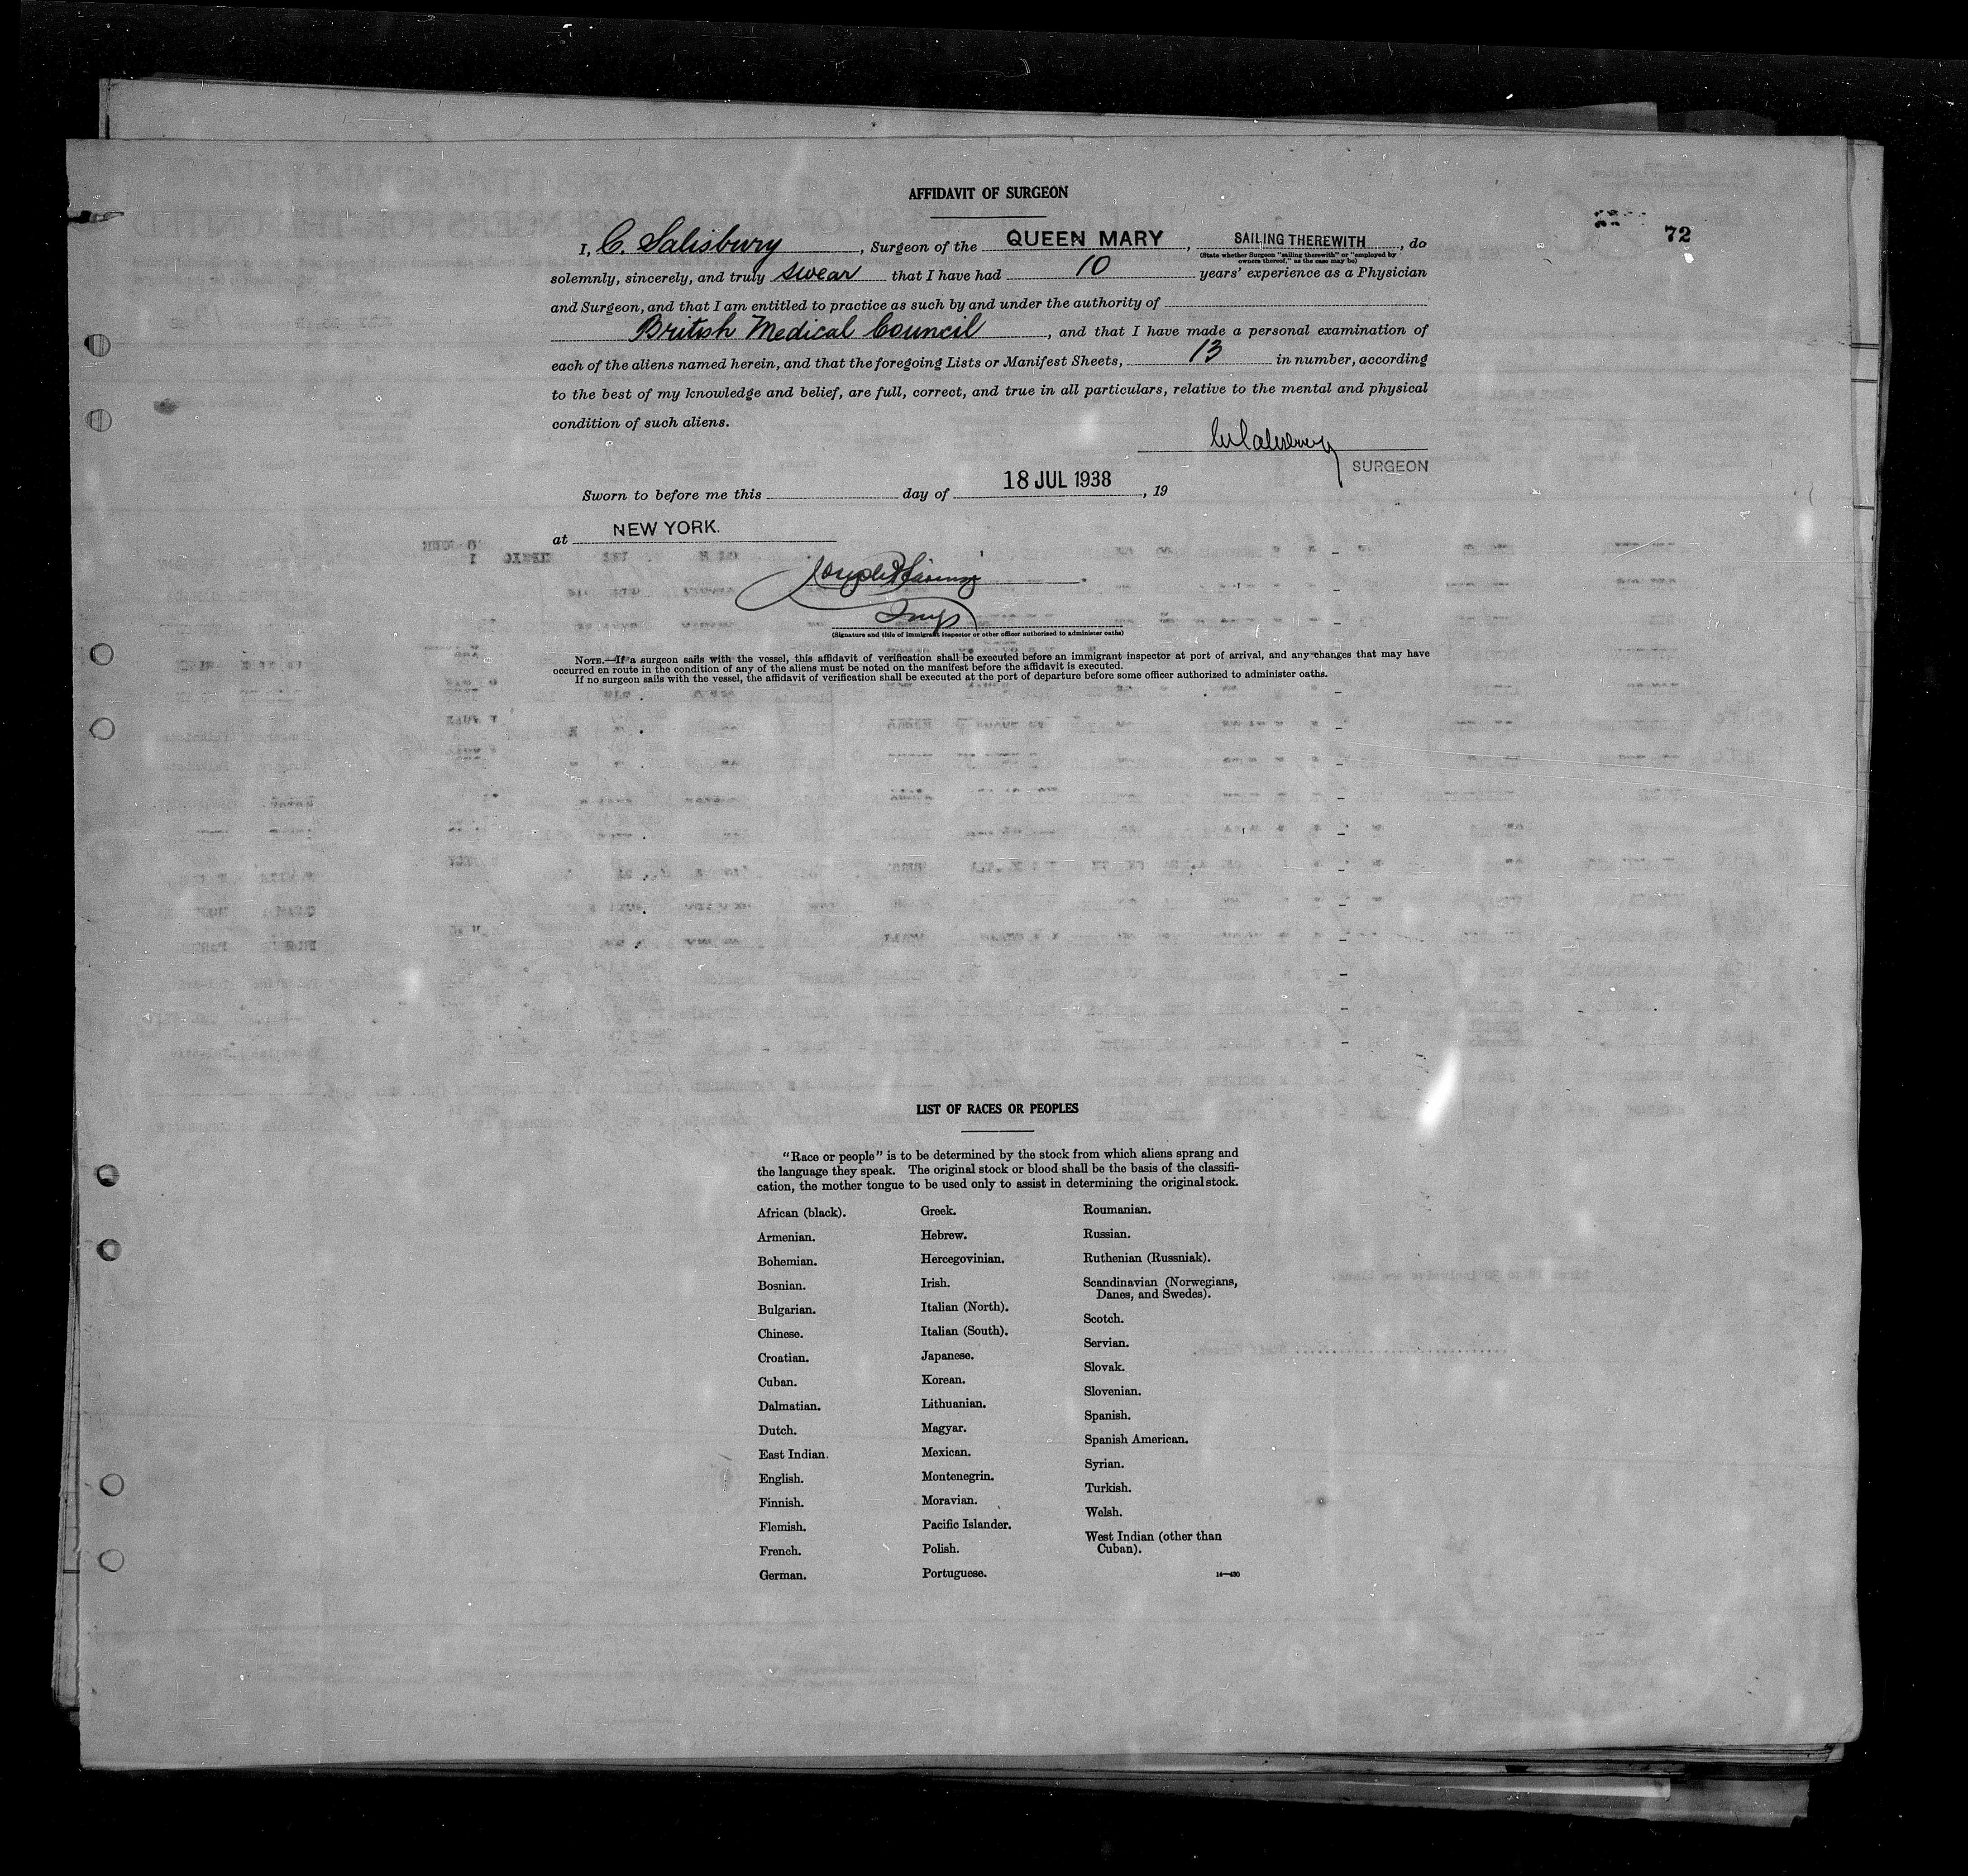 72
AFFIDAVIT OF SURGEON
I, C. Salisbury, Surgeon of the QUEEN MARY, SAILING THEREWITH, do
(State whether Surgeon "sailing therewith" or "employed by
owners thereof," as the case may be)
solemnly, sincerely, and truly swear that I have had 10 years' experience as a Physician
and Surgeon, and that I am entitled to practice as such by and under the authority of
British Medical Council, and that I have made a personal examination of
each of the aliens named herein, and that the foregoing Lists or Manifest Sheets, 13 in number, according
to the best of my knowledge and belief, are full, correct, and true in all particulars, relative to the mental and physical
condition of such aliens.
SURGEON
Sworn to before me this day of 18 JUL 1938, 19
at NEW YORK.
Insp
(Signature and title of immigrant inspector or other officer authorized to administer oaths)
NOTE.—If a surgeon sails with the vessel, this affidavit of verification shall be executed before an immigrant inspector at port of arrival, and any changes that may have
occurred en route in the condition of any of the aliens must be noted on the manifest before the affidavit is executed.
If no surgeon sails with the vessel, the affidavit of verification shall be executed at the port of departure before some officer authorized to administer oaths.
LIST OF RACES OR PEOPLES
"Race or people" is to be determined by the stock from which aliens sprang and
the language they speak. The original stock or blood shall be the basis of the classifi-
cation, the mother tongue to be used only to assist in determining the original stock.
African (black).
Armenian.
Bohemian.
Bosnian.
Bulgarian.
Chinese.
Croatian.
Cuban.
Dalmatian.
Dutch.
East Indian.
English.
Finnish.
Flemish.
French.
German.
Greek.
Hebrew.
Hercegovinian.
Irish.
Italian (North).
Italian (South).
Japanese.
Korean.
Lithuanian.
Magyar.
Mexican.
Montenegrin.
Moravian.
Pacific Islander.
Polish.
Portuguese.
Roumanian.
Russian.
Ruthenian (Russniak).
Scandinavian (Norwegians,
Danes, and Swedes).
Scotch.
Servian.
Slovak.
Slovenian.
Spanish.
Spanish American.
Syrian.
Turkish.
Welsh.
West Indian (other than
Cuban).
14—430